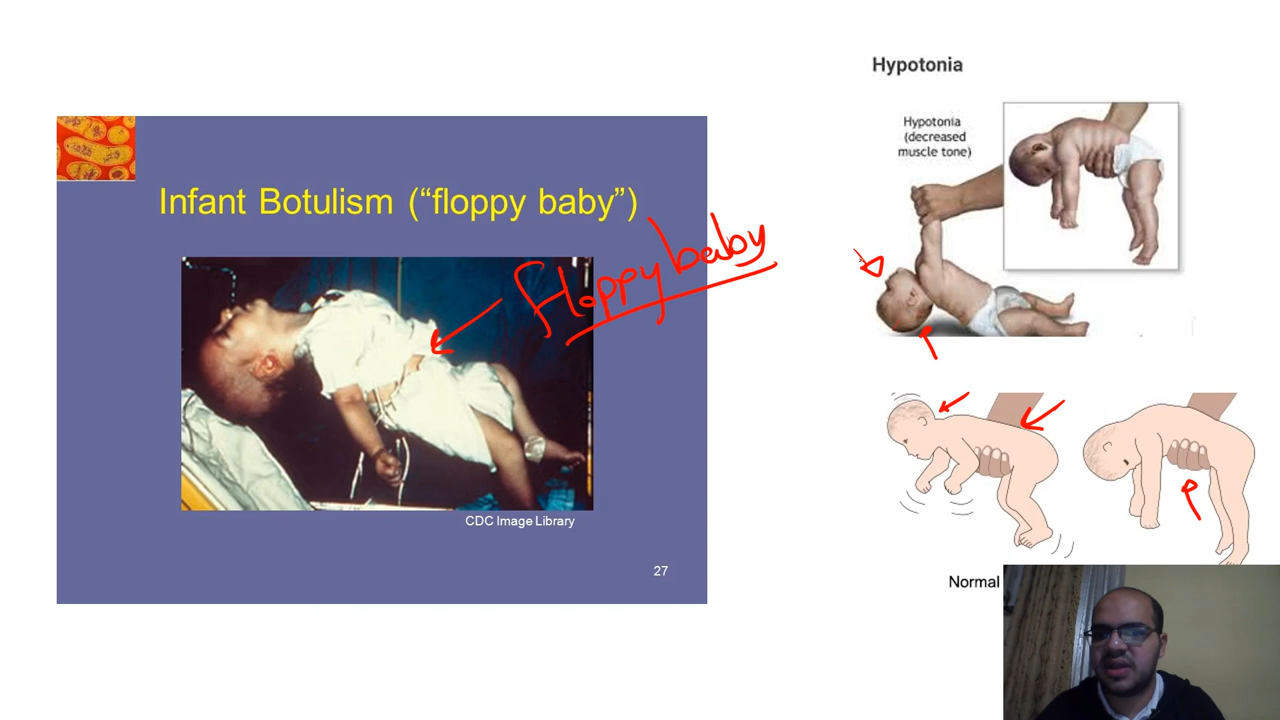 Hypotonia
Hypotonia
(decreased
muscle tone)
Infant Botulism (“floppy baby”)
floppy baby
CDC Image Library
27
Normal